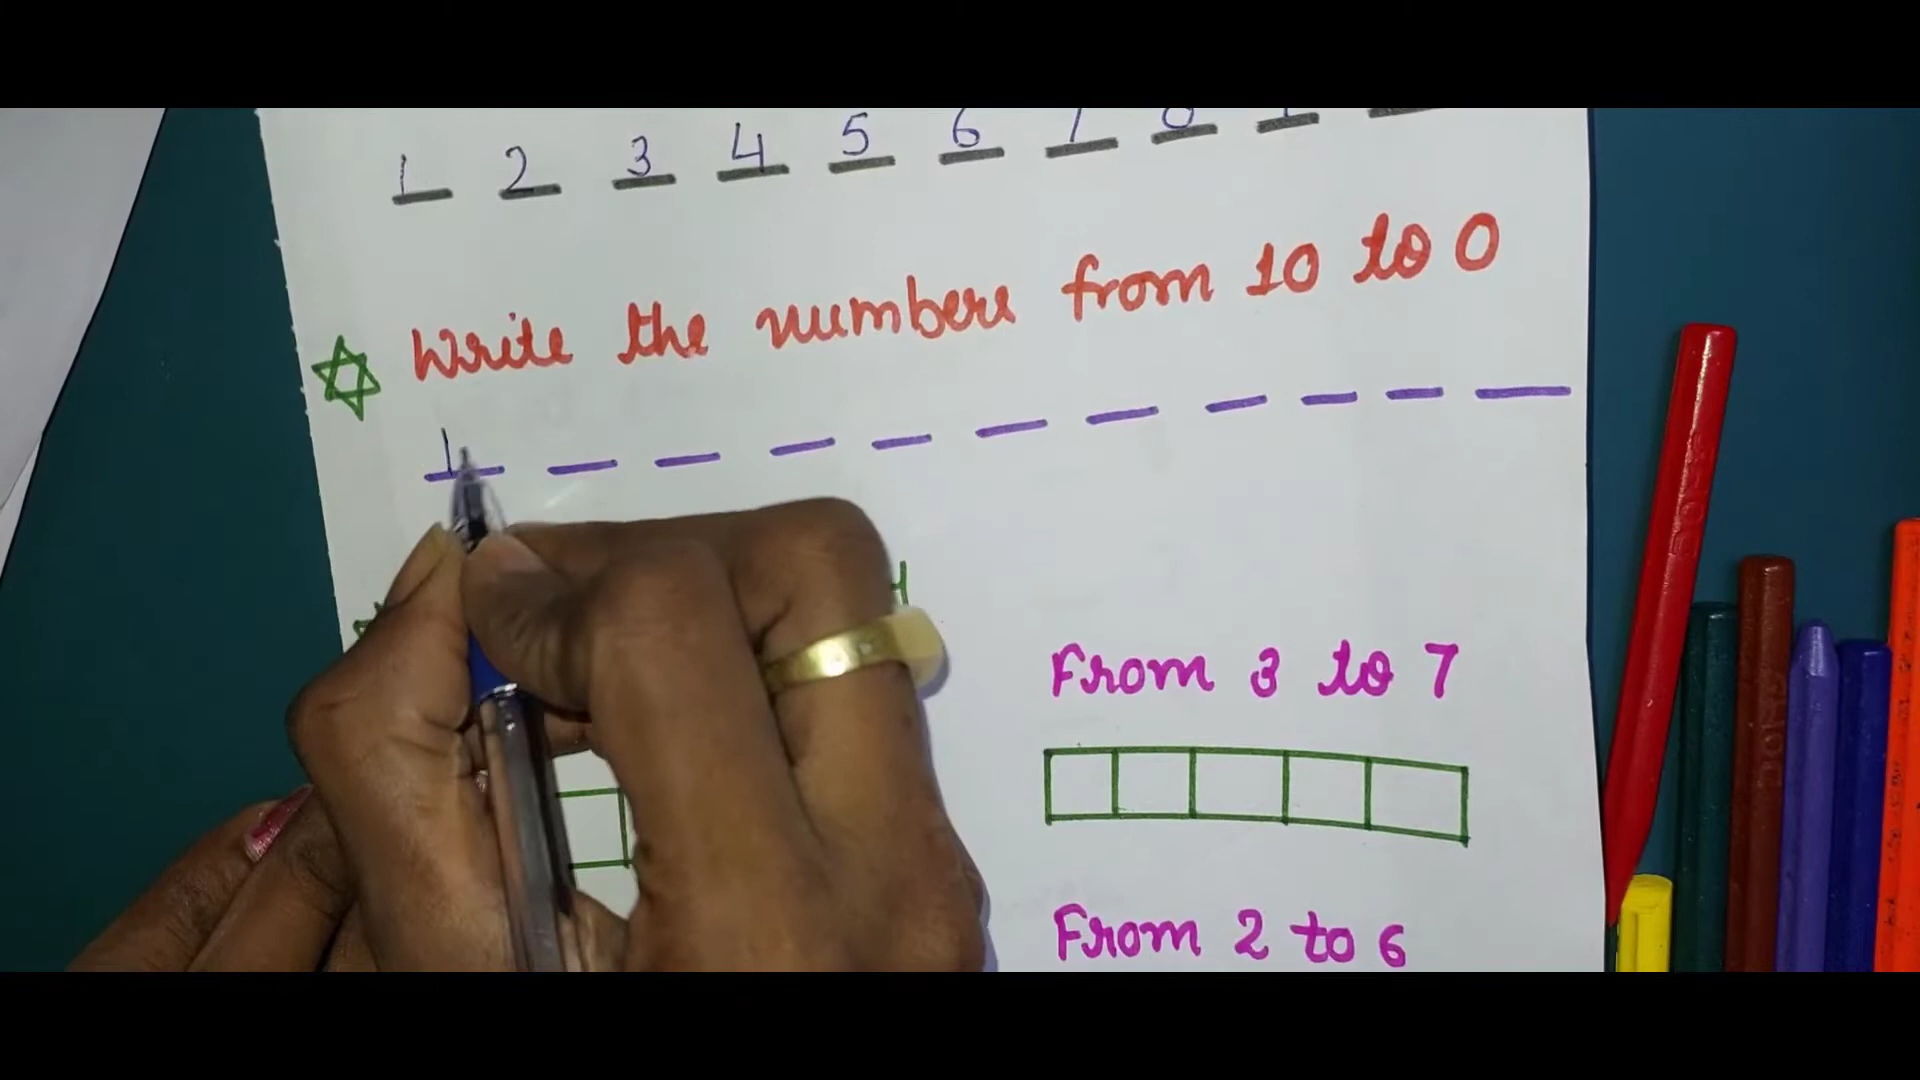 1 2 3 4 5 6 7
Write the numbers from 10 to 0
1
From 3 to 7
From 2 to 6